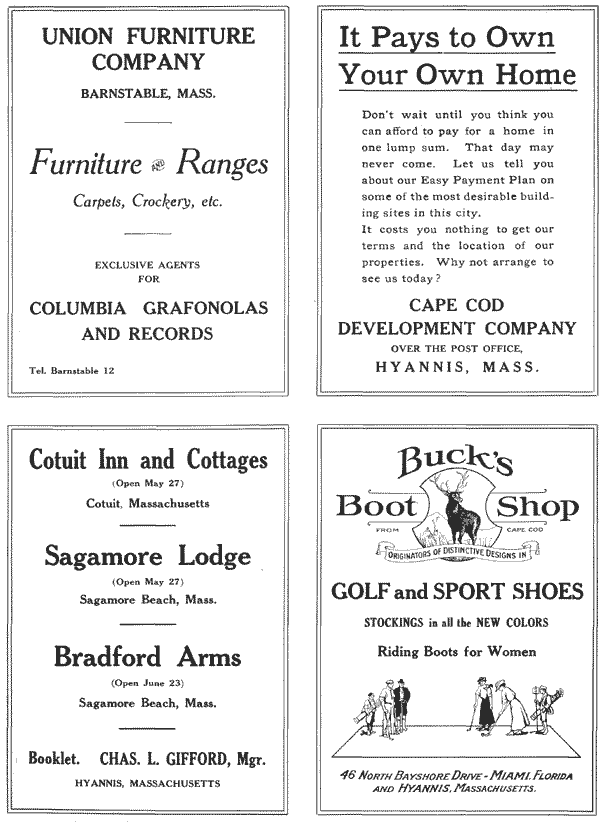 UNION FURNITURE
COMPANY
BARNSTABLE, MASS.
Furniture and Ranges
Carpets, Crockery, etc.
EXCLUSIVE AGENTS
FOR
COLUMBIA GRAFONOLAS
AND RECORDS
Tel. Barnstable 12
It Pays to Own
Your Own Home
Don't wait until you think you
can afford to pay for a home in
one lump sum. That day may
never come. Let us tell you
about our Easy Payment Plan on
some of the most desirable build-
ing sites in this city.
It costs you nothing to get our
terms and the location of our
properties. Why not arrange to
see us today?
CAPE COD
DEVELOPMENT COMPANY
OVER THE POST OFFICE,
HYANNIS, MASS.
Cotuit Inn and Cottages
(Open May 27)
Cotuit, Massachusetts
Sagamore Lodge
(Open May 27)
Sagamore Beach, Mass.
Bradford Arms
(Open June 23)
Sagamore Beach, Mass.
Booklet. CHAS. L. GIFFORD, Mgr.
HYANNIS, MASSACHUSETTS
Buck's
Boot Shop
FROM CAPE COD
ORIGINATORS OF DISTINCTIVE DESIGNS IN
GOLF and SPORT SHOES
STOCKINGS in all the NEW COLORS
Riding Boots for Women
46 NORTH BAYSHORE DRIVE - MIAMI, FLORIDA
AND HYANNIS, MASSACHUSETTS.